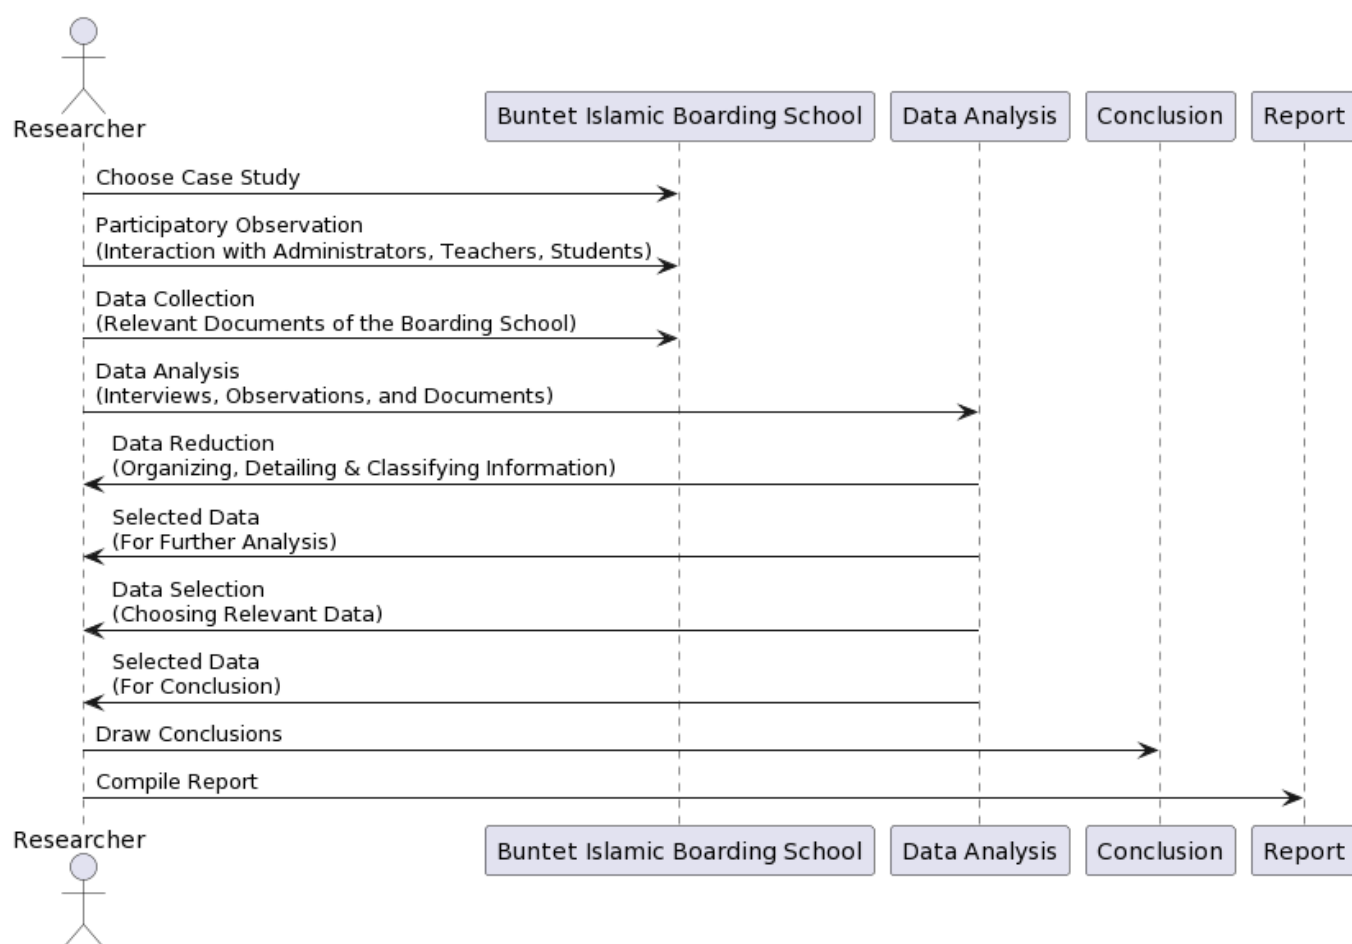 Researcher
Buntet Islamic Boarding School
Data Analysis
Conclusion
Report
Choose Case Study
Participatory Observation
(Interaction with Administrators, Teachers, Students)
Data Collection
(Relevant Documents of the Boarding School)
Data Analysis
(Interviews, Observations, and Documents)
Data Reduction
(Organizing, Detailing & Classifying Information)
Selected Data
(For Further Analysis)
Data Selection
(Choosing Relevant Data)
Selected Data
(For Conclusion)
Draw Conclusions
Compile Report
Researcher
Buntet Islamic Boarding School
Data Analysis
Conclusion
Report